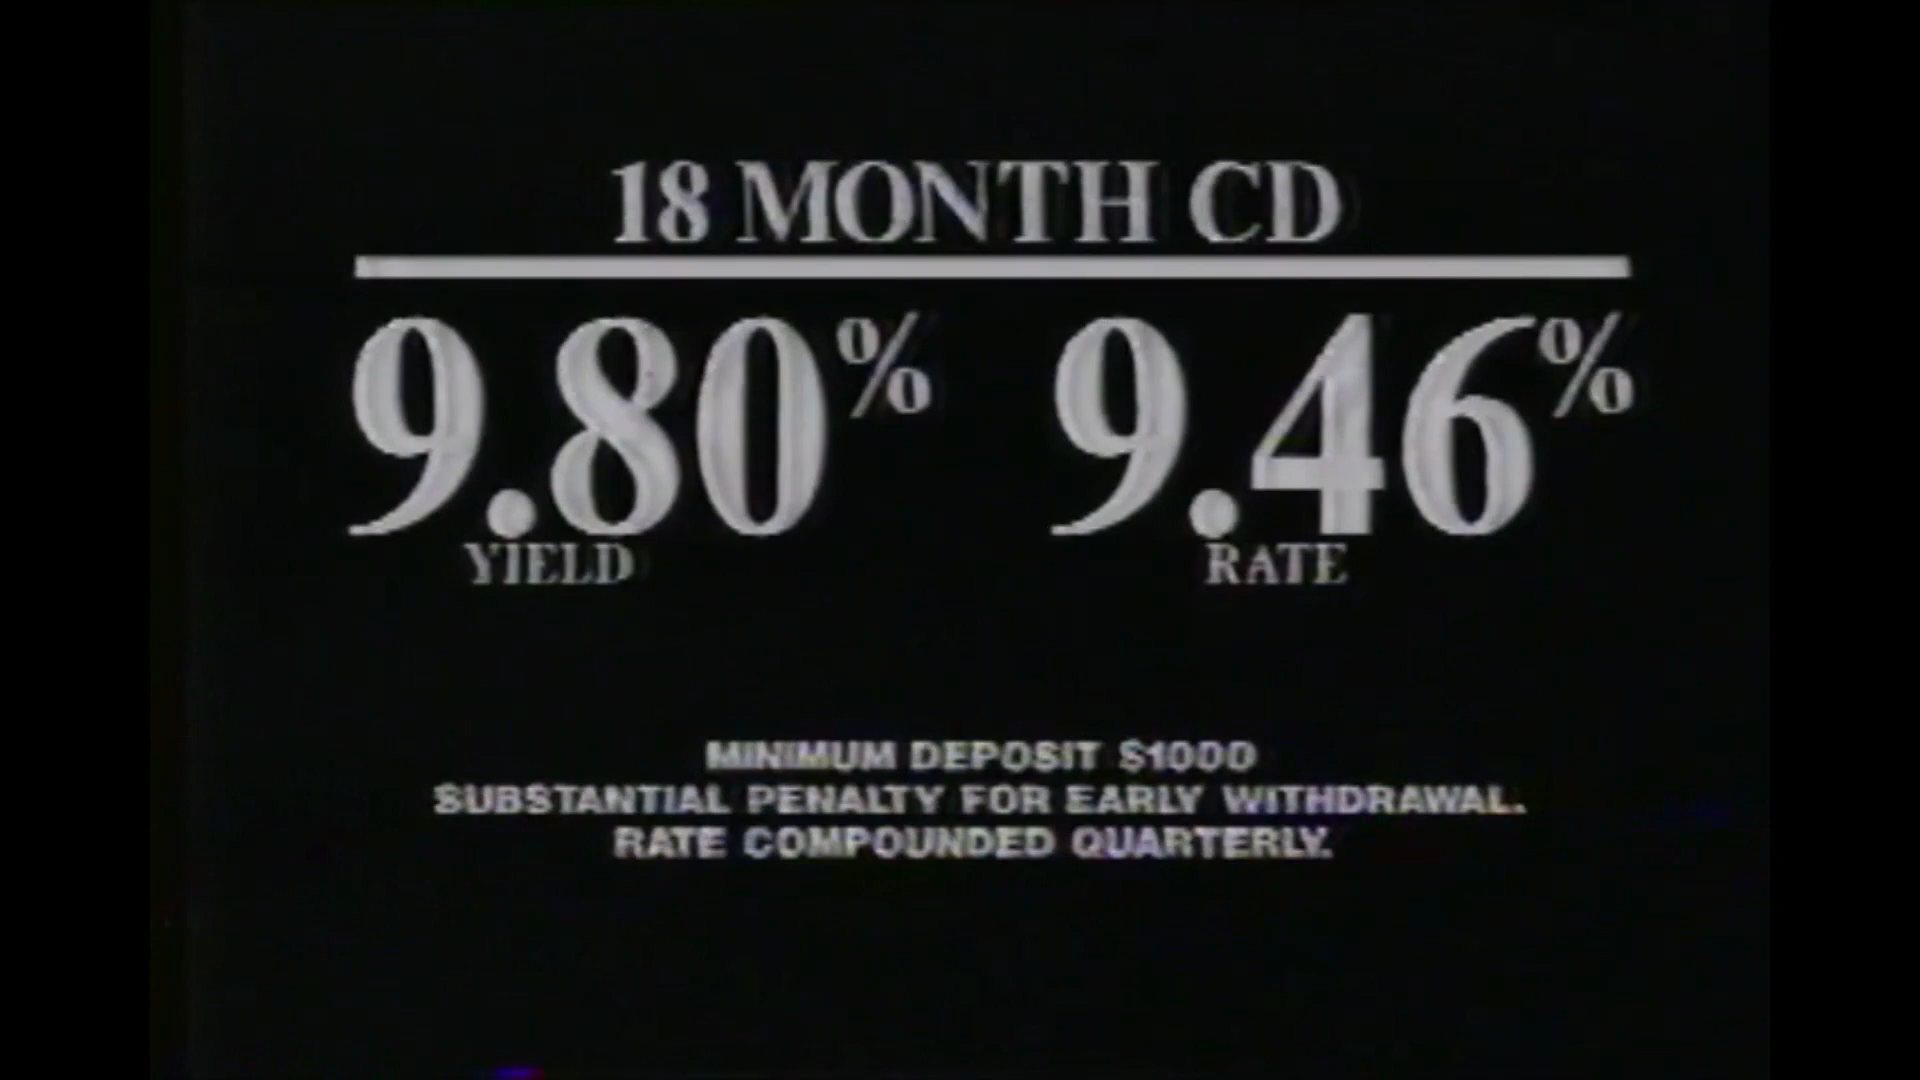 18 MONTH CD
9.80% 9.46%
YIELD RATE
MINIMUM DEPOSIT $1000
SUBSTANTIAL PENALTY FOR EARLY WITHDRAWAL.
RATE COMPOUNDED QUARTERLY.